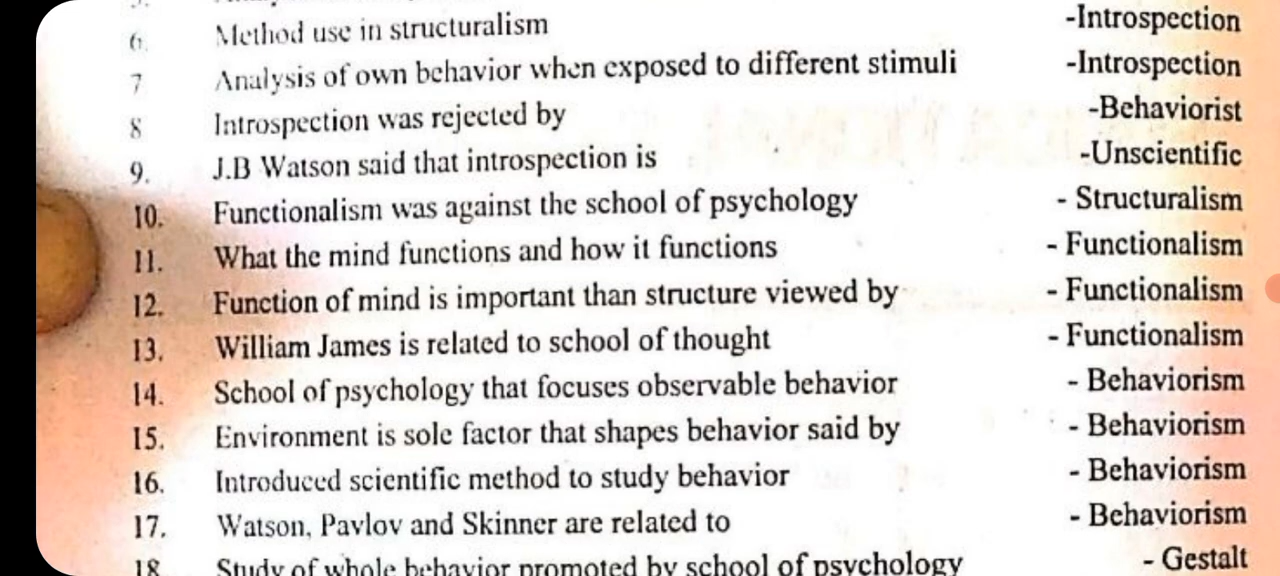 6. Method use in structuralism -Introspection
7 Analysis of own behavior when exposed to different stimuli -Introspection
8 Introspection was rejected by -Behaviorist
9. J.B Watson said that introspection is -Unscientific
10. Functionalism was against the school of psychology - Structuralism
11. What the mind functions and how it functions - Functionalism
12. Function of mind is important than structure viewed by - Functionalism
13. William James is related to school of thought - Functionalism
14. School of psychology that focuses observable behavior - Behaviorism
15. Environment is sole factor that shapes behavior said by - Behaviorism
16. Introduced scientific method to study behavior - Behaviorism
17. Watson, Pavlov and Skinner are related to - Behaviorism
18 Study of whole behavior promoted by school of psychology - Gestalt